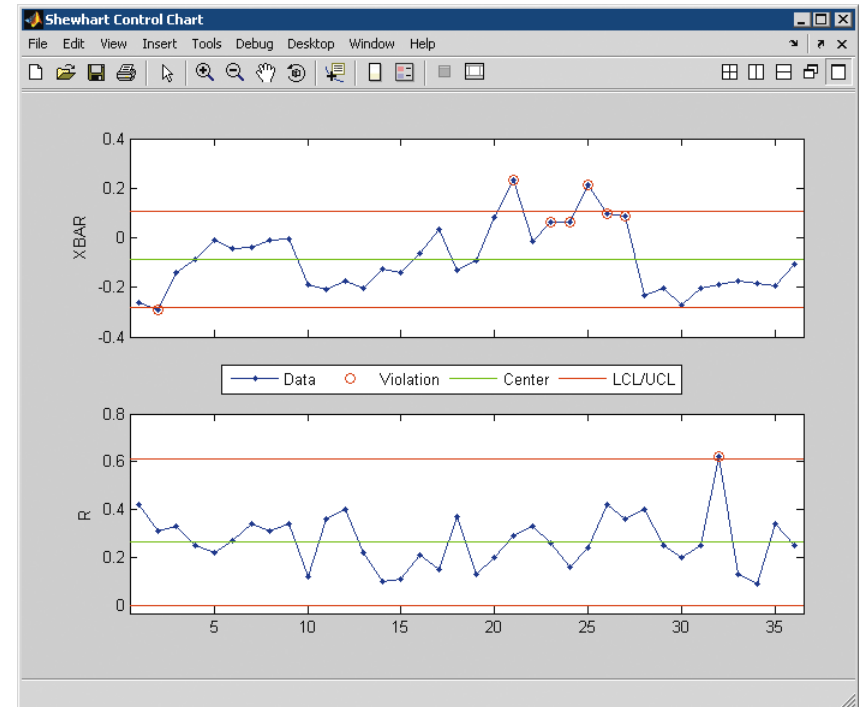 Shewhart Control Chart
File Edit View Insert Tools Debug Desktop Window Help
0.4
0.2
0
-0.2
-0.4
XBAR
Data Violation Center LCL/UCL
0.8
0.6
0.4
0.2
0
R
5 10 15 20 25 30 35